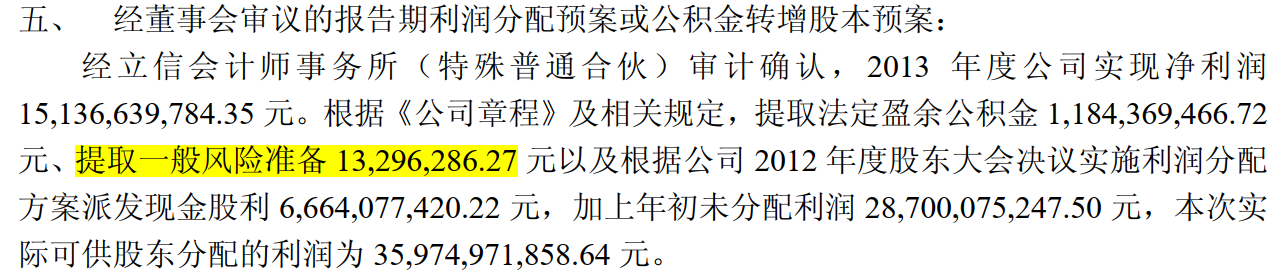 五、 经董事会审议的报告期利润分配预案或公积金转增股本预案：
经立信会计师事务所（特殊普通合伙）审计确认，2013 年度公司实现净利润
15,136,639,784.35 元。根据《公司章程》及相关规定，提取法定盈余公积金 1,184,369,466.72
元、提取一般风险准备 13,296,286.27 元以及根据公司 2012 年度股东大会决议实施利润分配
方案派发现金股利 6,664,077,420.22 元，加上年初未分配利润 28,700,075,247.50 元，本次实
际可供股东分配的利润为 35,974,971,858.64 元。